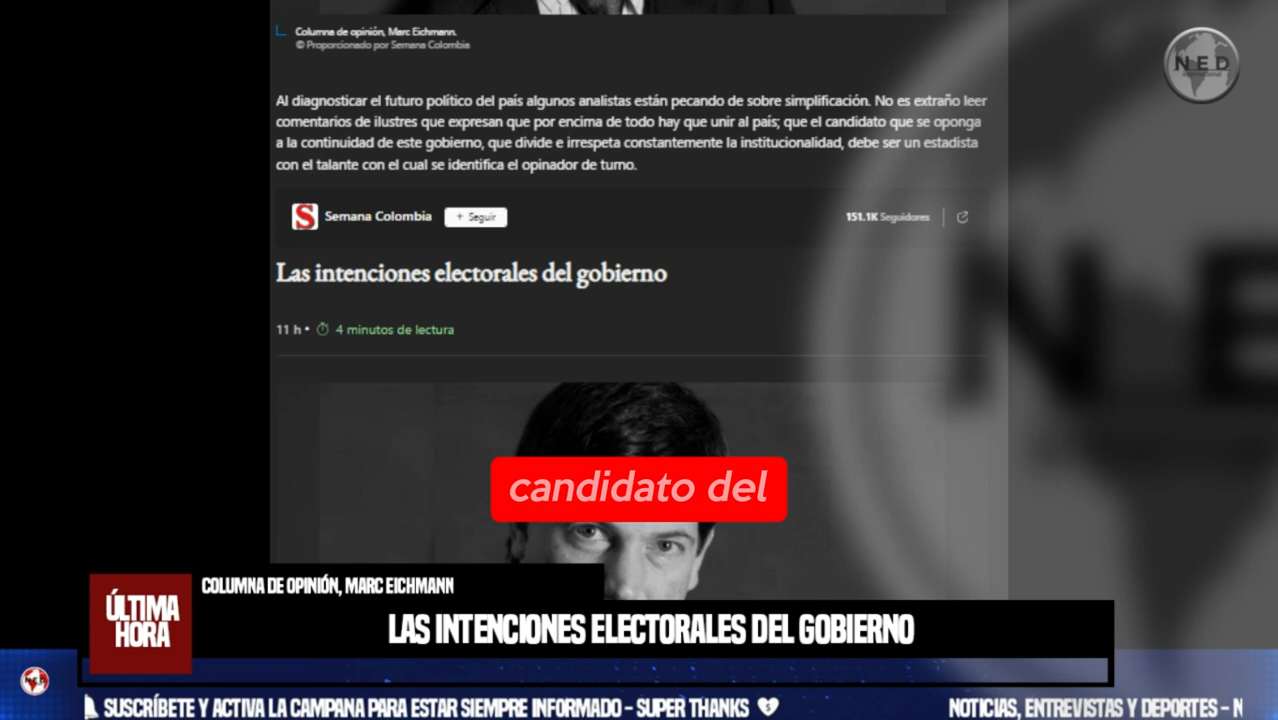 Columna de opinión, Marc Eichmann.
© Proporcionado por Semana Colombia
NED
international
Al diagnosticar el futuro político del país algunos analistas están pecando de sobre simplificación. No es extraño leer
comentarios de ilustres que expresan que por encima de todo hay que unir al país; que el candidato que se oponga
a la continuidad de este gobierno, que divide e irrespeta constantemente la institucionalidad, debe ser un estadista
con el talante con el cual se identifica el opinador de turno.
S Semana Colombia + Seguir 151.1K Seguidores
Las intenciones electorales del gobierno
11 h • 4 minutos de lectura
N E
candidato del
COLUMNA DE OPINIÓN, MARC EICHMANN
ÚLTIMA
HORA
LAS INTENCIONES ELECTORALES DEL GOBIERNO
SUSCRÍBETE Y ACTIVA LA CAMPANA PARA ESTAR SIEMPRE INFORMADO - SUPER THANKS NOTICIAS, ENTREVISTAS Y DEPORTES - N